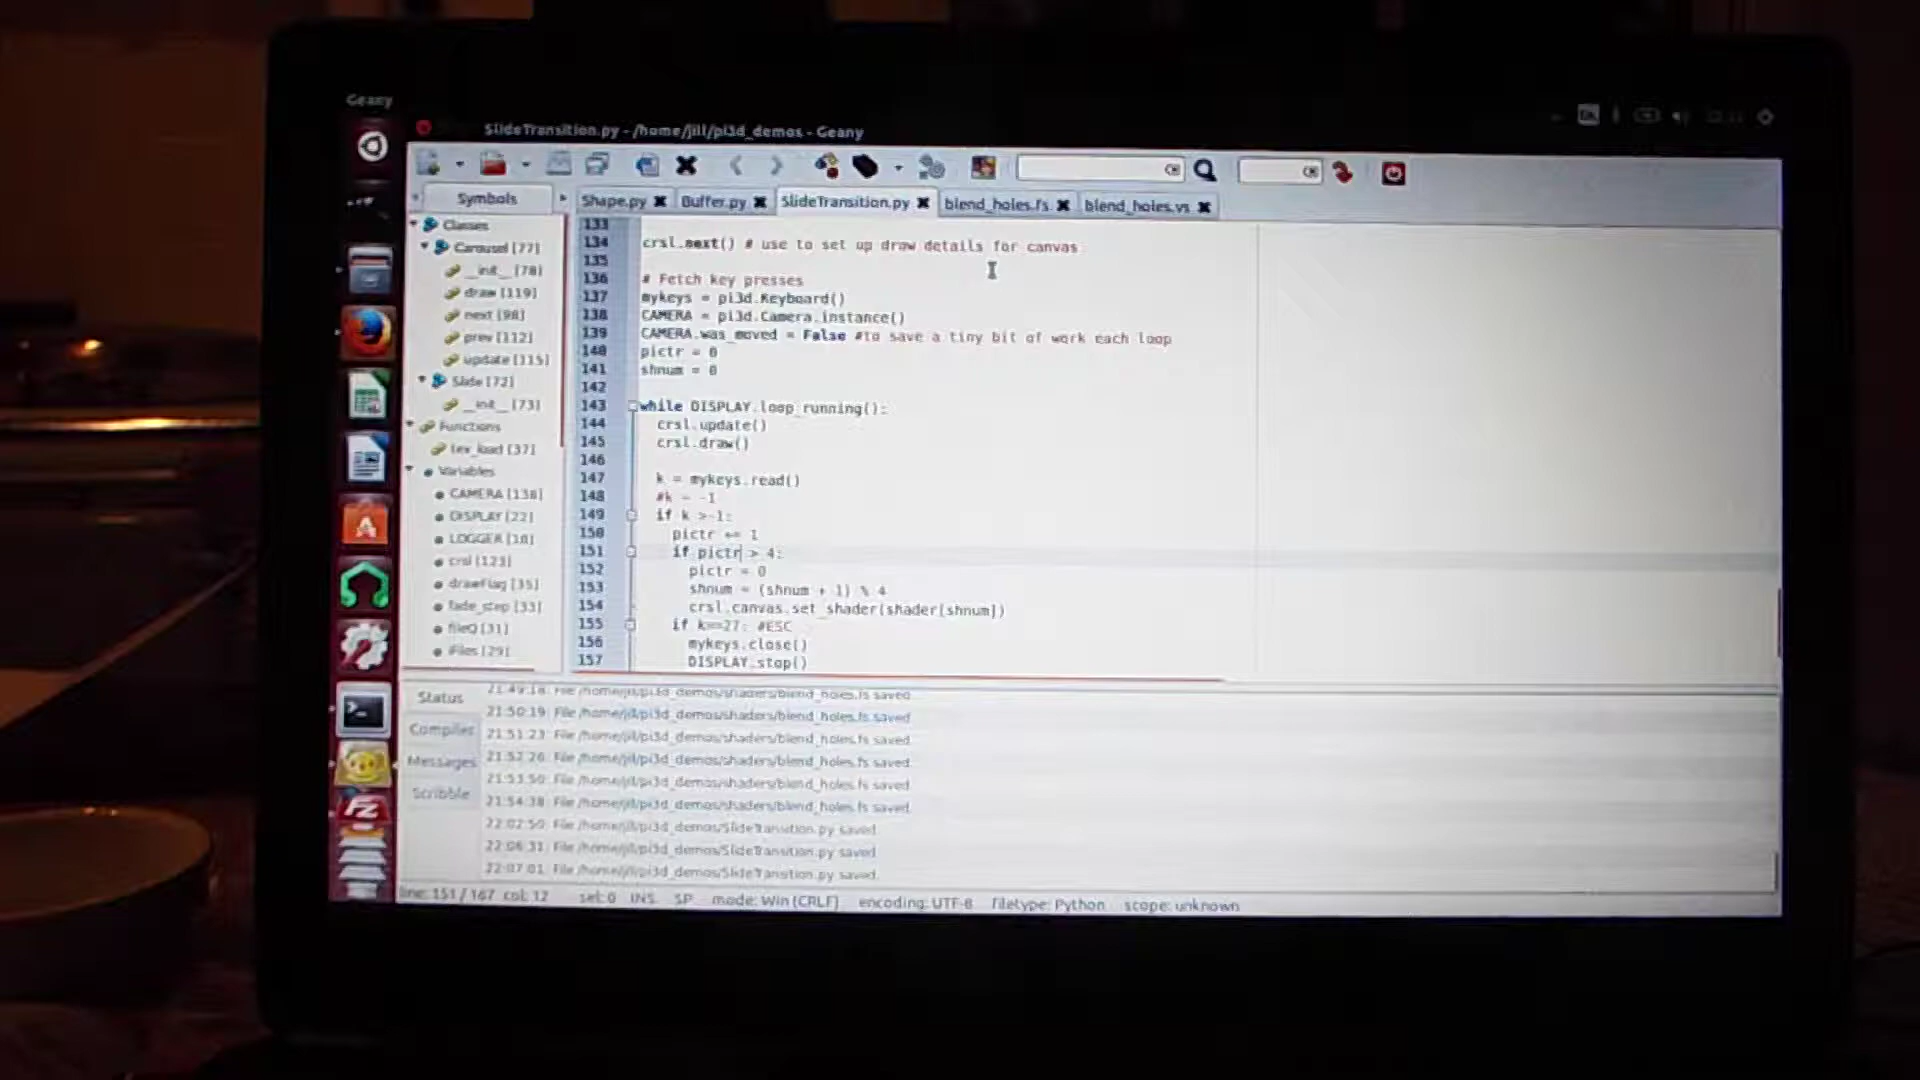 Geany
SlideTransition.py - /home/jill/pi3d_demos - Geany
Symbols
Shape.py Buffer.py SlideTransition.py blend_holes.fs blend_holes.vs
Classes
Carousel [77]
__init__ [78]
draw [119]
next [98]
prev [112]
update [115]
Slide [72]
__init__ [73]
Functions
tex_load [37]
Variables
CAMERA [138]
DISPLAY [22]
LOGGER [18]
crsl [123]
drawFlag [35]
fade_step [33]
fileQ [31]
iFiles [29]
133
134 crsl.next() # use to set up draw details for canvas
135
136 # Fetch key presses
137 mykeys = pi3d.Keyboard()
138 CAMERA = pi3d.Camera.instance()
139 CAMERA.was_moved = False #to save a tiny bit of work each loop
140 pictr = 0
141 shnum = 0
142
143 while DISPLAY.loop_running():
144 crsl.update()
145 crsl.draw()
146
147 k = mykeys.read()
148 #k = -1
149 if k >-1:
150 pictr += 1
151 if pictr > 4:
152 pictr = 0
153 shnum = (shnum + 1) % 4
154 crsl.canvas.set_shader(shader[shnum])
155 if k==27: #ESC
156 mykeys.close()
157 DISPLAY.stop()
Status
Compiler
Messages
Scribble
21:49:18: File /home/jill/pi3d_demos/shaders/blend_holes.fs saved.
21:50:19: File /home/jill/pi3d_demos/shaders/blend_holes.fs saved.
21:51:23: File /home/jill/pi3d_demos/shaders/blend_holes.fs saved.
21:52:26: File /home/jill/pi3d_demos/shaders/blend_holes.fs saved.
21:53:50: File /home/jill/pi3d_demos/shaders/blend_holes.fs saved.
21:54:38: File /home/jill/pi3d_demos/shaders/blend_holes.fs saved.
22:02:50: File /home/jill/pi3d_demos/SlideTransition.py saved.
22:06:31: File /home/jill/pi3d_demos/SlideTransition.py saved.
22:07:01: File /home/jill/pi3d_demos/SlideTransition.py saved.
line: 151 / 167 col: 12 sel: 0 INS SP mode: Win (CRLF) encoding: UTF-8 filetype: Python scope: unknown